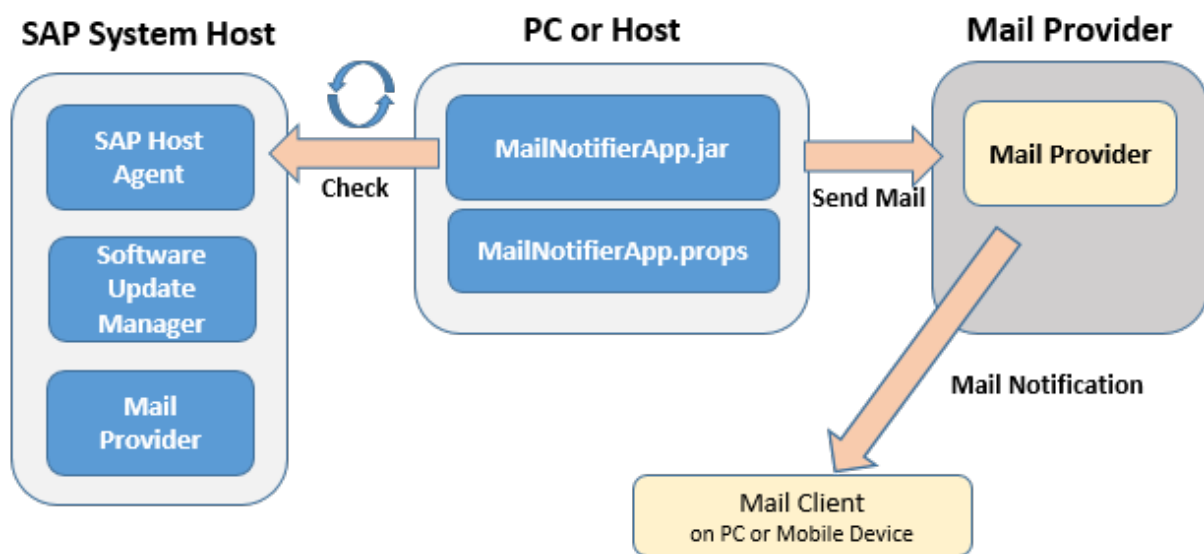 SAP System Host
PC or Host
Mail Provider
SAP Host
Agent
Software
Update
Manager
Mail
Provider
Check
MailNotifierApp.jar
MailNotifierApp.props
Send Mail
Mail Provider
Mail Notification
Mail Client
on PC or Mobile Device